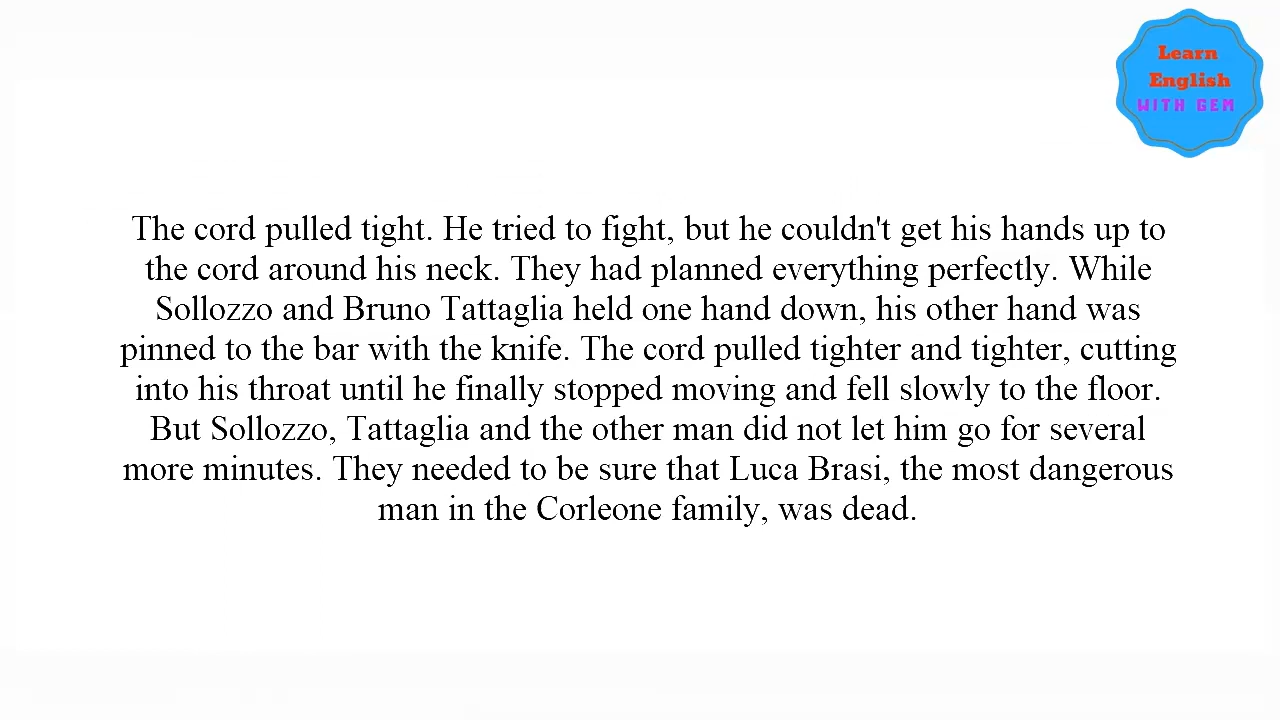 Learn
English
WITH GEM
The cord pulled tight. He tried to fight, but he couldn't get his hands up to
the cord around his neck. They had planned everything perfectly. While
Sollozzo and Bruno Tattaglia held one hand down, his other hand was
pinned to the bar with the knife. The cord pulled tighter and tighter, cutting
into his throat until he finally stopped moving and fell slowly to the floor.
But Sollozzo, Tattaglia and the other man did not let him go for several
more minutes. They needed to be sure that Luca Brasi, the most dangerous
man in the Corleone family, was dead.